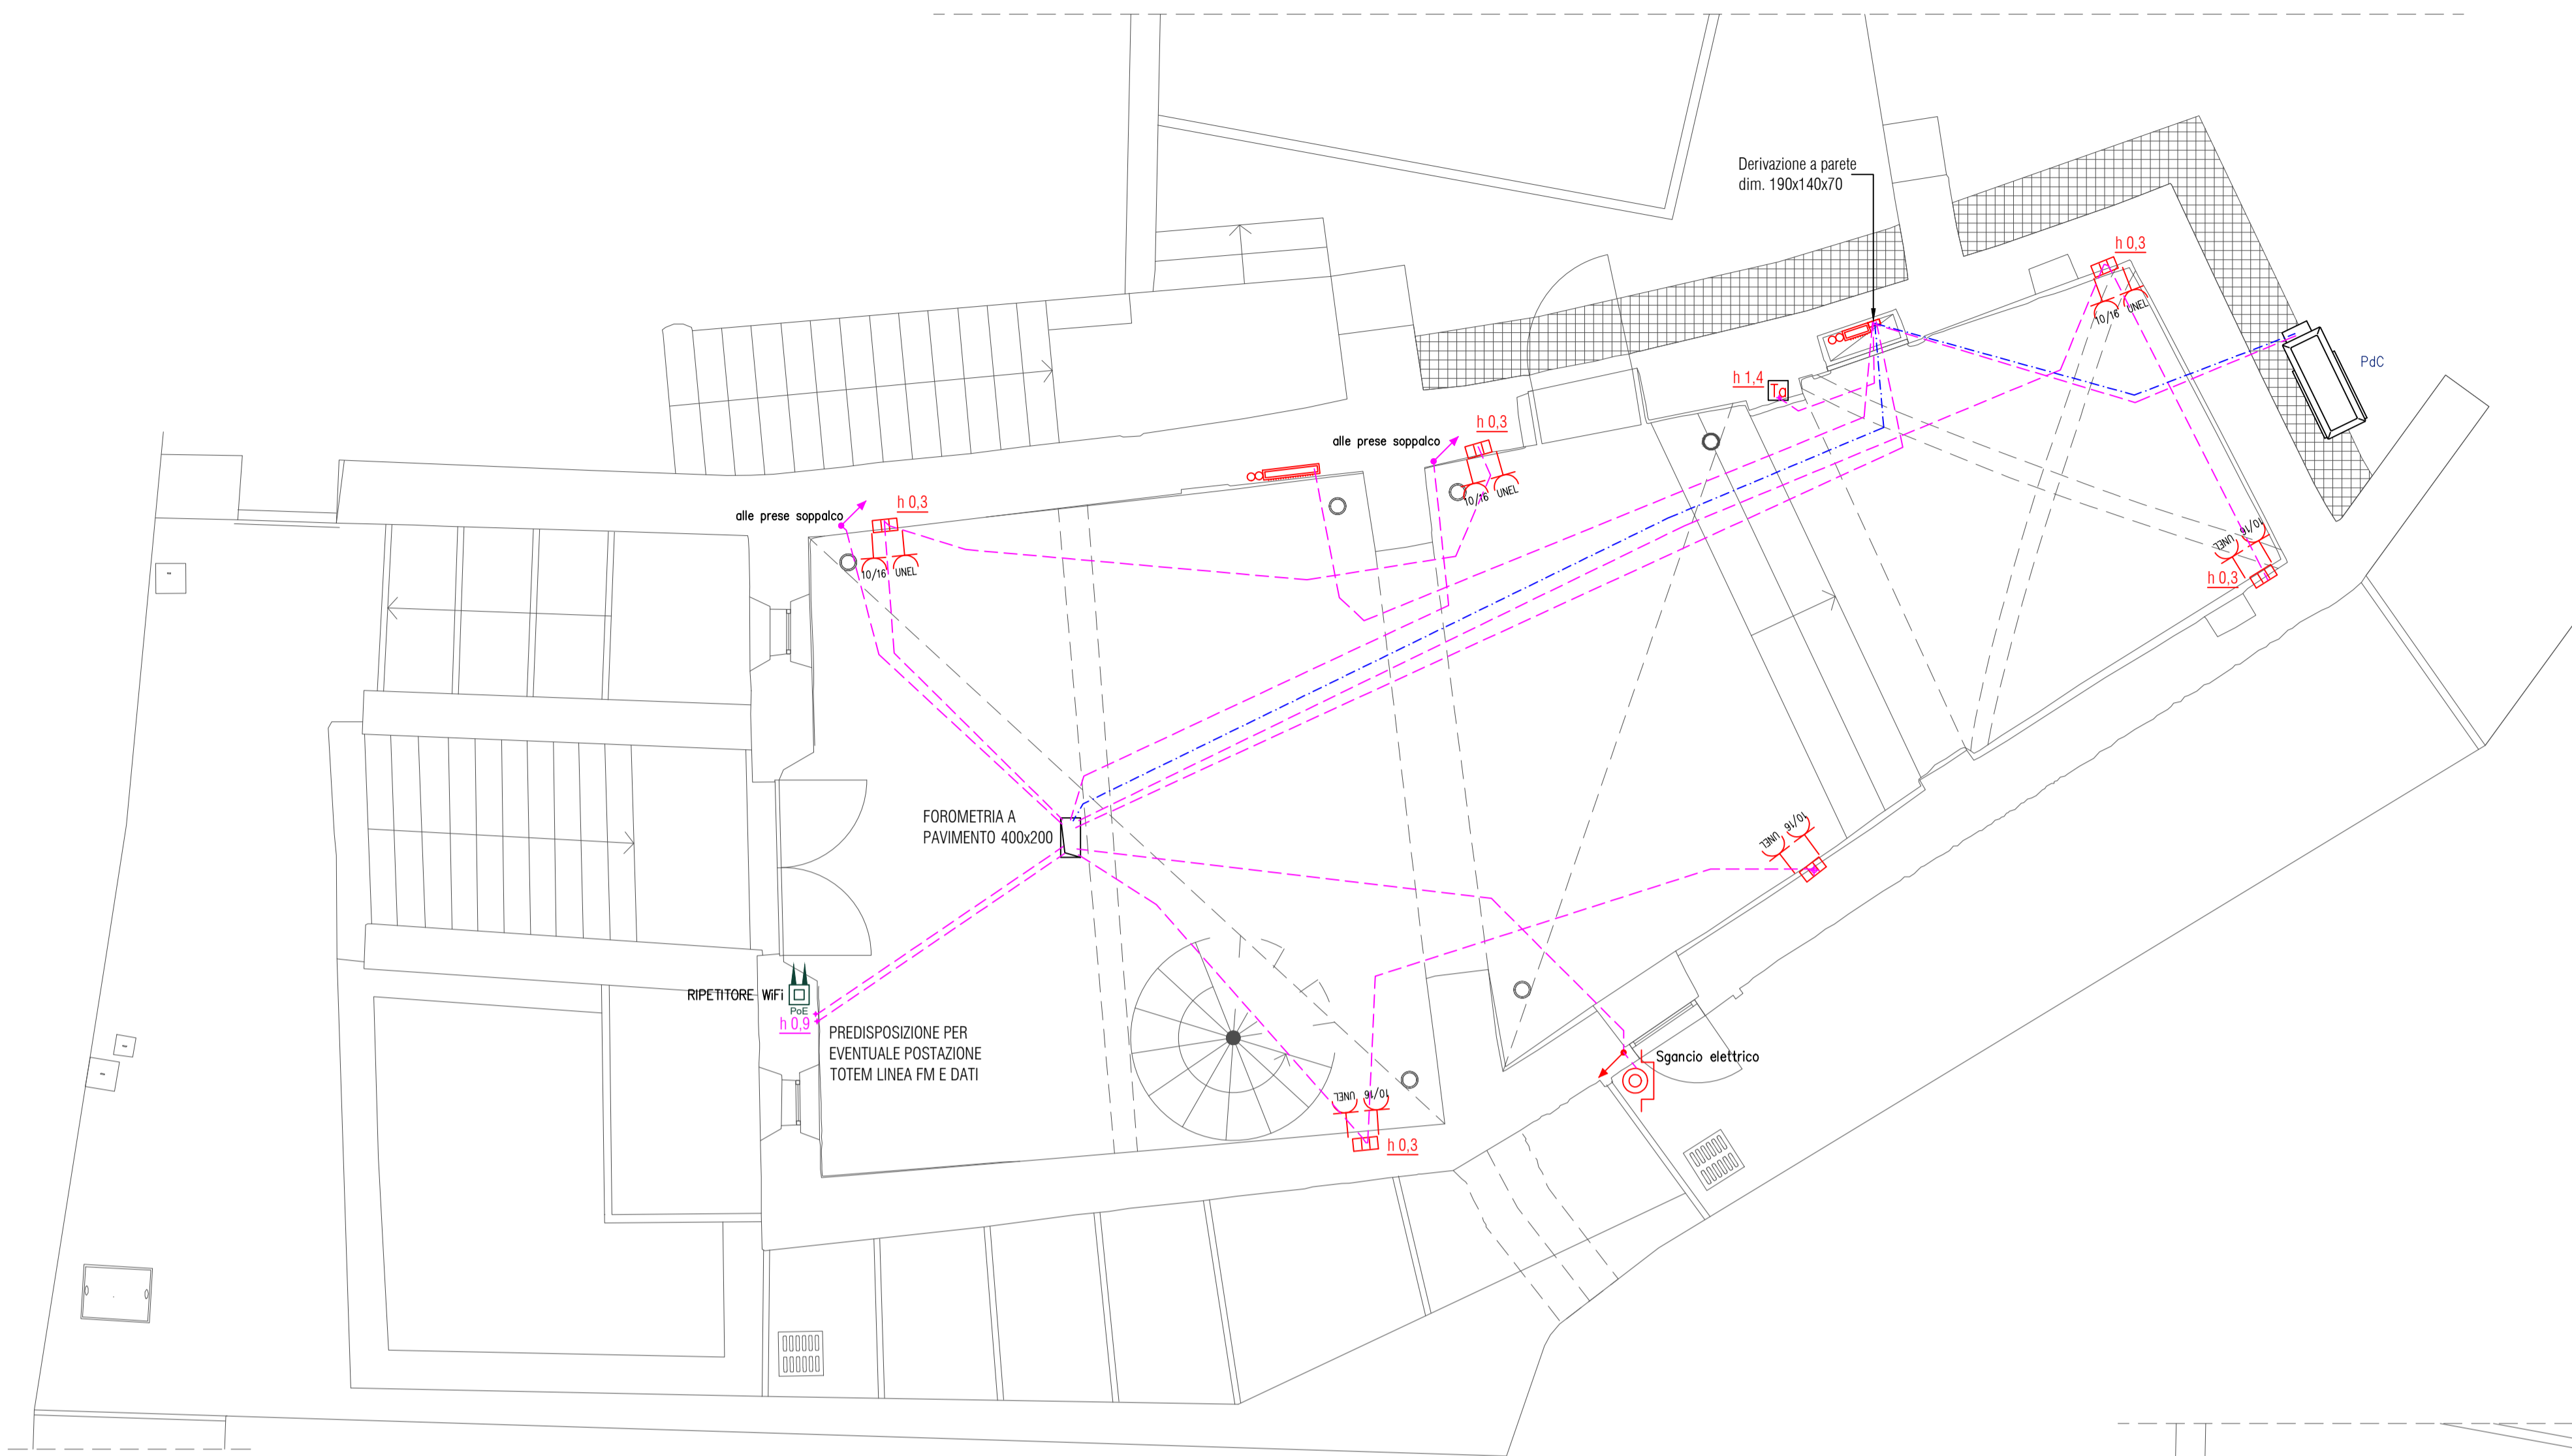 Derivazione a parete
dim. 190x140x70
h 0,3
10/16 UNEL
PdC
h 1,4
Ta
h 0,3
alle prese soppalco
10/16 UNEL
h 0,3
alle prese soppalco
10/16 UNEL
UNEL 10/16
h 0,3
FOROMETRIA A
PAVIMENTO 400x200
UNEL 10/16
RIPETITORE WiFi
PoE
h 0,9
PREDISPOSIZIONE PER
EVENTUALE POSTAZIONE
TOTEM LINEA FM E DATI
Sgancio elettrico
UNEL 10/16
h 0,3